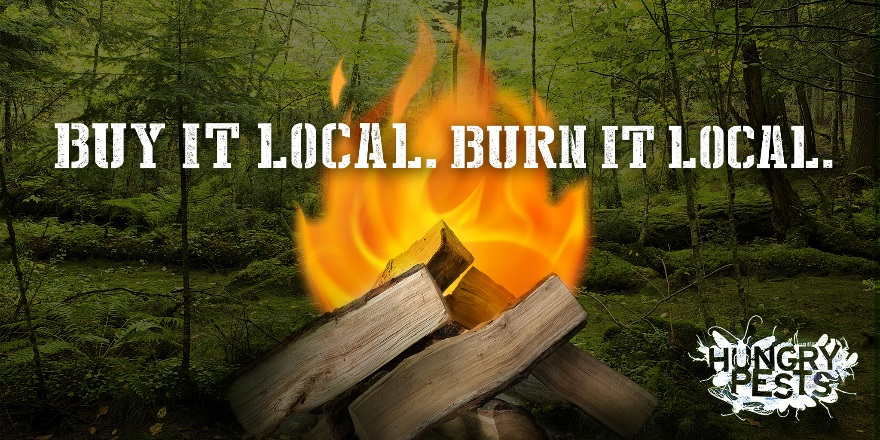 BUY IT LOCAL. BURN IT LOCAL.
HUNGRY
PESTS